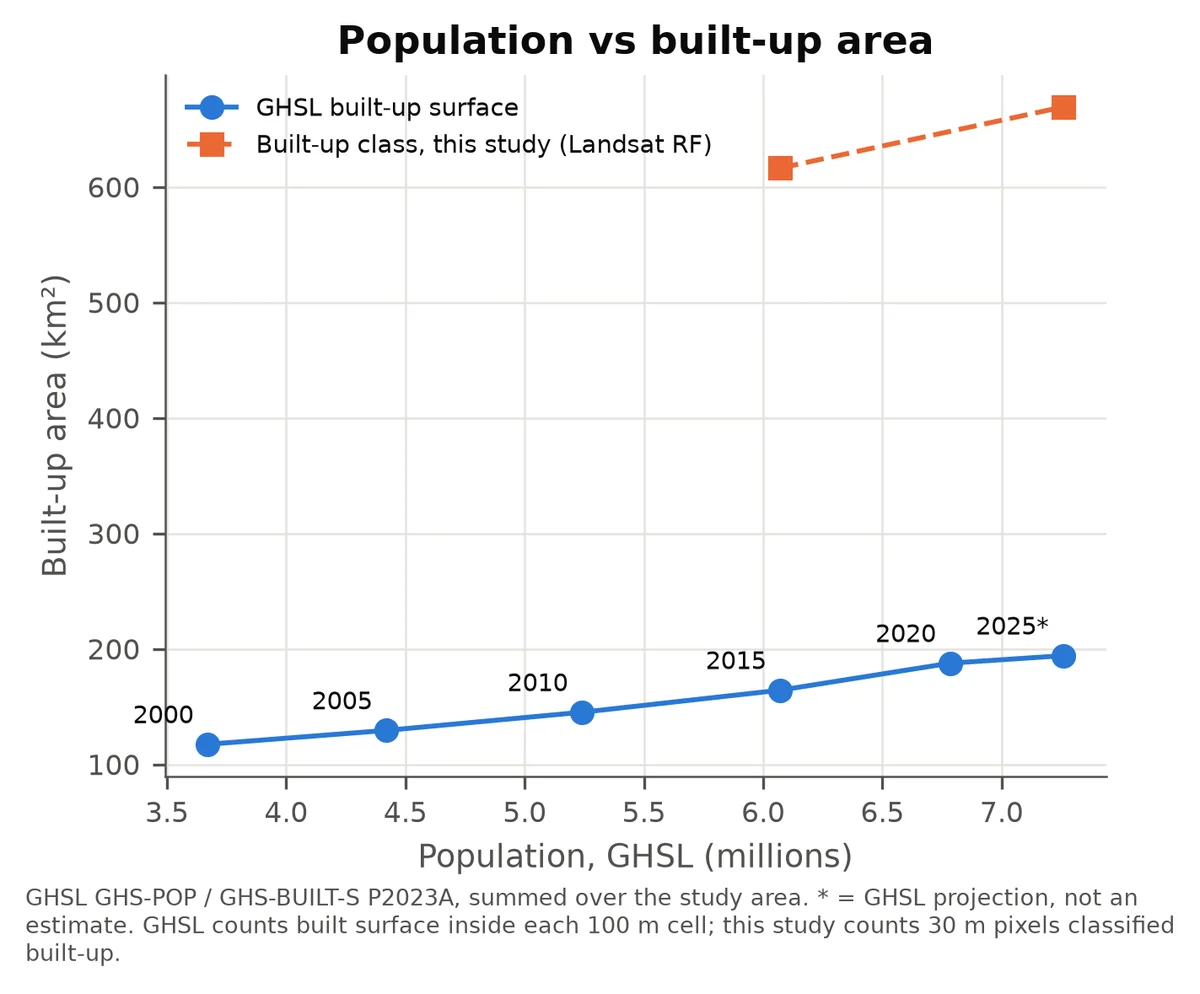 Population vs built-up area
GHSL built-up surface
Built-up class, this study (Landsat RF)
Built-up area (km²)
600
500
400
300
200
100
2000
2005
2010
2015
2020
2025*
3.5
4.0
4.5
5.0
5.5
6.0
6.5
7.0
Population, GHSL (millions)
GHSL GHS-POP / GHS-BUILT-S P2023A, summed over the study area. * = GHSL projection, not an
estimate. GHSL counts built surface inside each 100 m cell; this study counts 30 m pixels classified
built-up.